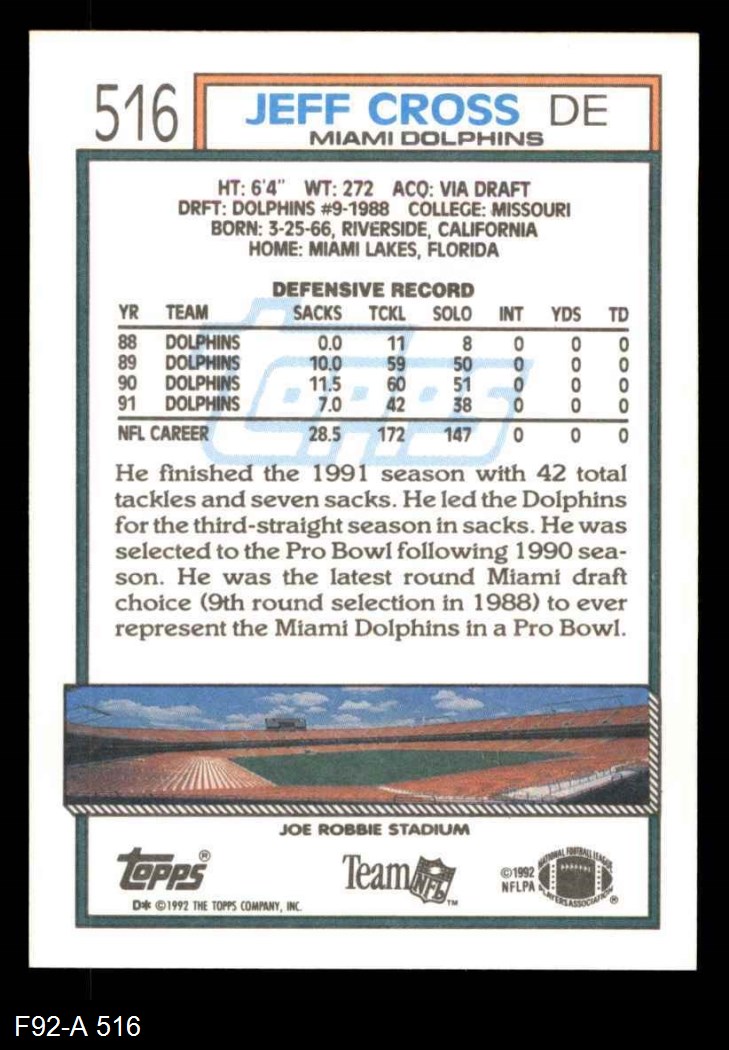 516
JEFF CROSS DE
MIAMI DOLPHINS
HT: 6'4" WT: 272 ACQ: VIA DRAFT
DRFT: DOLPHINS #9-1988 COLLEGE: MISSOURI
BORN: 3-25-66, RIVERSIDE, CALIFORNIA
HOME: MIAMI LAKES, FLORIDA
DEFENSIVE RECORD
YR TEAM SACKS TCKL SOLO INT YDS TD
88 DOLPHINS 0.0 11 8 0 0 0
89 DOLPHINS 10.0 59 50 0 0 0
90 DOLPHINS 11.5 60 51 0 0 0
91 DOLPHINS 7.0 42 38 0 0 0
NFL CAREER 28.5 172 147 0 0 0
TOPPS
He finished the 1991 season with 42 total
tackles and seven sacks. He led the Dolphins
for the third-straight season in sacks. He was
selected to the Pro Bowl following 1990 sea-
son. He was the latest round Miami draft
choice (9th round selection in 1988) to ever
represent the Miami Dolphins in a Pro Bowl.
JOE ROBBIE STADIUM
TOPPS®
D* ©1992 THE TOPPS COMPANY, INC.
Team NFL™
©1992
NFLPA
NATIONAL FOOTBALL LEAGUE
PLAYERS ASSOCIATION®
F92-A 516